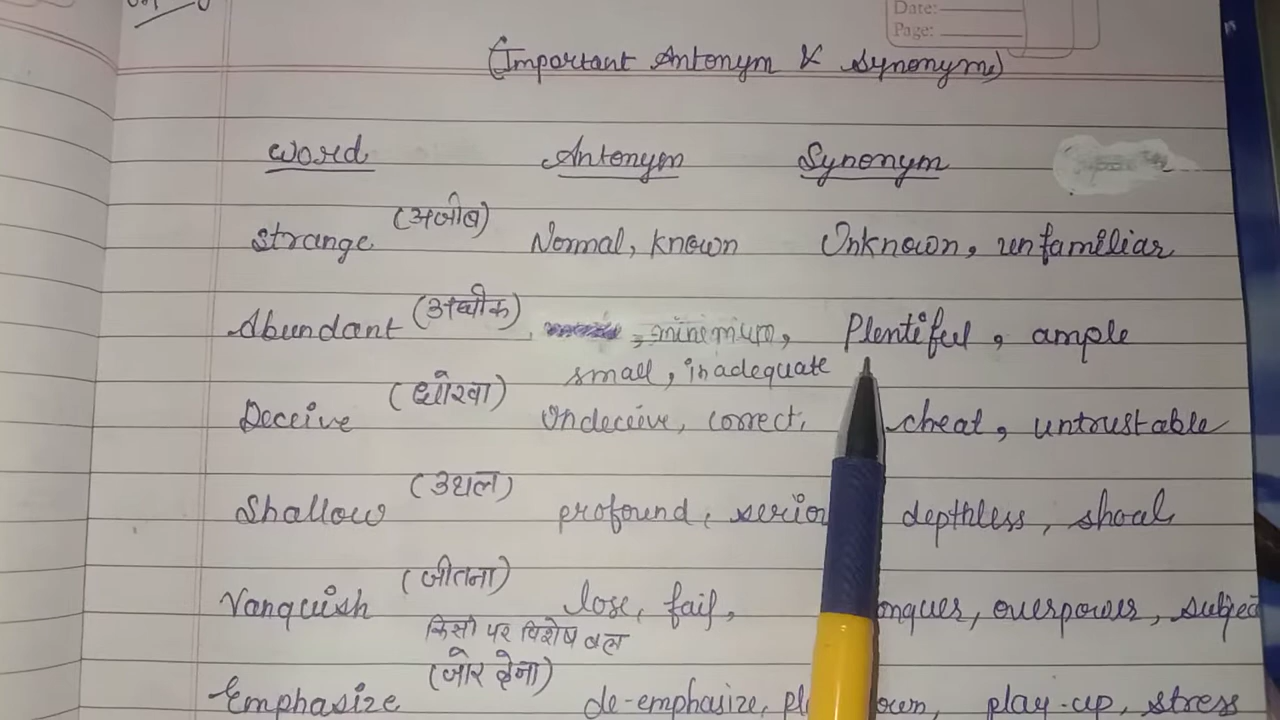 Date:
Page:
(Important Antonym & Synonym)
Word Antonym Synonym
Strange (अजीब) Normal, known Unknown, unfamiliar
Abundant (अधीक), minimum, Plentiful, ample
small, inadequate
Deceive (धोखा) Undeceive, correct, cheat, untrustable
Shallow (उथल) profound, depthless, shoal
Vanquish (जीतना) lose, fail, overpower,
किसी पर विशेष बल
Emphasize (जोर देना) de-emphasize, play-up, stress